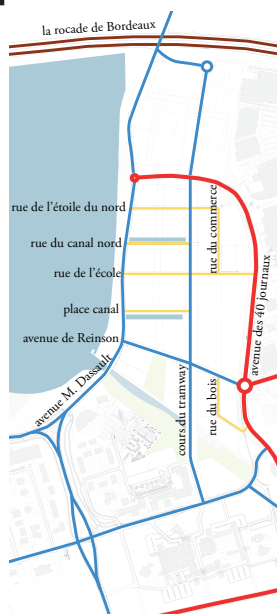 la rocade de Bordeaux
rue de l'étoile du nord
rue du commerce
rue du canal nord
rue de l'école
avenue des 40 journaux
place canal
avenue de Reinson
avenue M. Dassault
cours du tramway
rue du bois